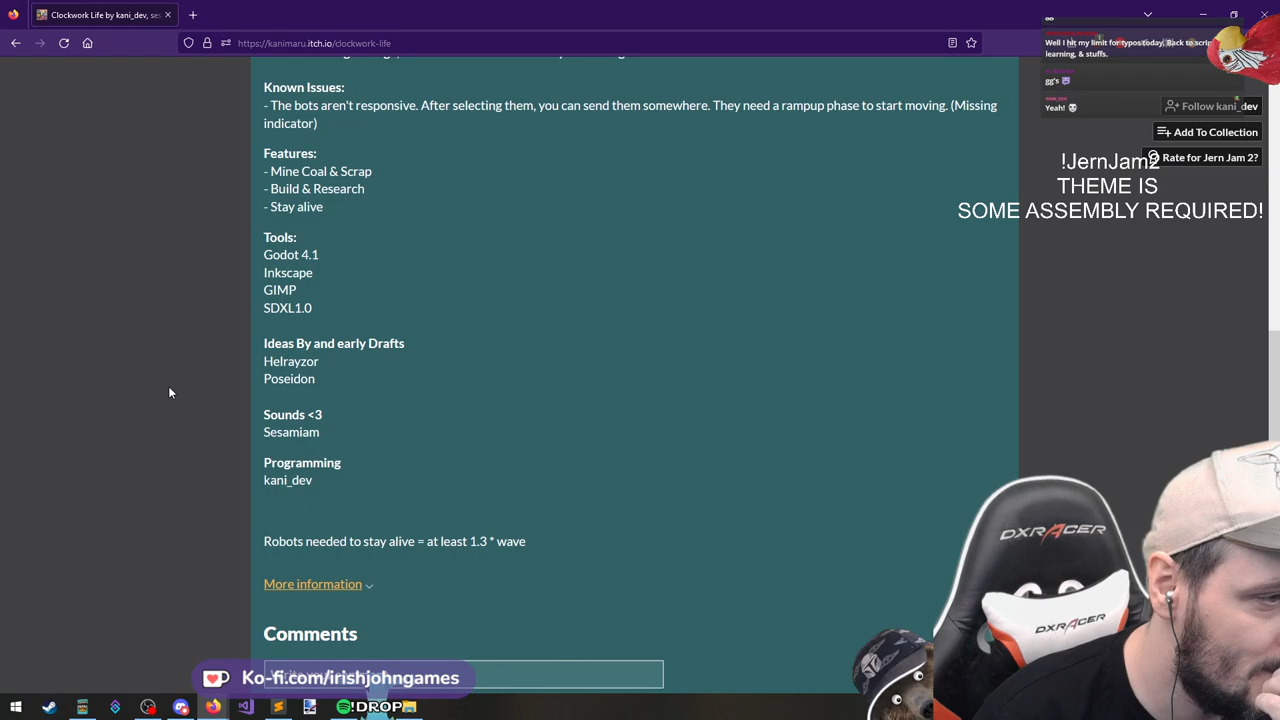 Clockwork Life by kani_dev, ses
https://kanimaru.itch.io/clockwork-life
gg
Well I hit my limit for typos today. Back to scrip
learning, & stuffs.
gg's
Yeah!
Follow kani_dev
Add To Collection
Rate for Jern Jam 2?
!JernJam2
THEME IS
SOME ASSEMBLY REQUIRED!
Known Issues:
- The bots aren't responsive. After selecting them, you can send them somewhere. They need a rampup phase to start moving. (Missing
indicator)
Features:
- Mine Coal & Scrap
- Build & Research
- Stay alive
Tools:
Godot 4.1
Inkscape
GIMP
SDXL1.0
Ideas By and early Drafts
Helrayzor
Poseidon
Sounds <3
Sesamiam
Programming
kani_dev
Robots needed to stay alive = at least 1.3 * wave
More information
Comments
Ko-fi.com/irishjohngames
!DROP
DXRACER
DXRACER